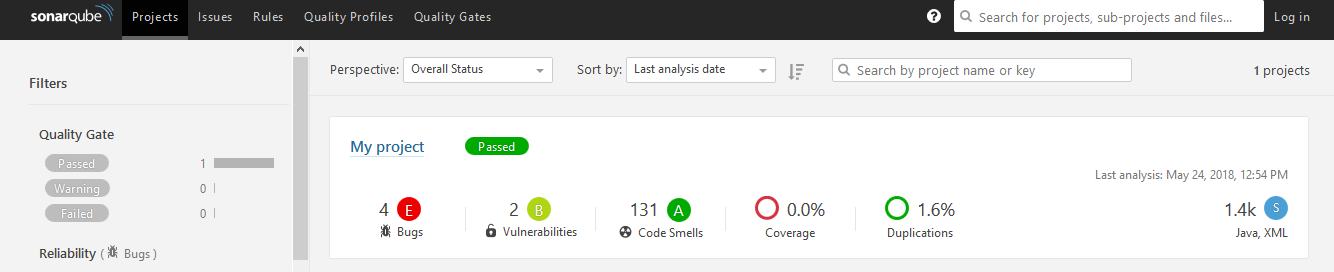 sonarqube Projects Issues Rules Quality Profiles Quality Gates ? Search for projects, sub-projects and files... Log in
Filters
Quality Gate
Passed 1
Warning 0
Failed 0
Reliability ( Bugs )
Perspective: Overall Status Sort by: Last analysis date Search by project name or key 1 projects
My project Passed
Last analysis: May 24, 2018, 12:54 PM
4 E 2 B 131 A 0.0% 1.6% 1.4k S
Bugs Vulnerabilities Code Smells Coverage Duplications Java, XML